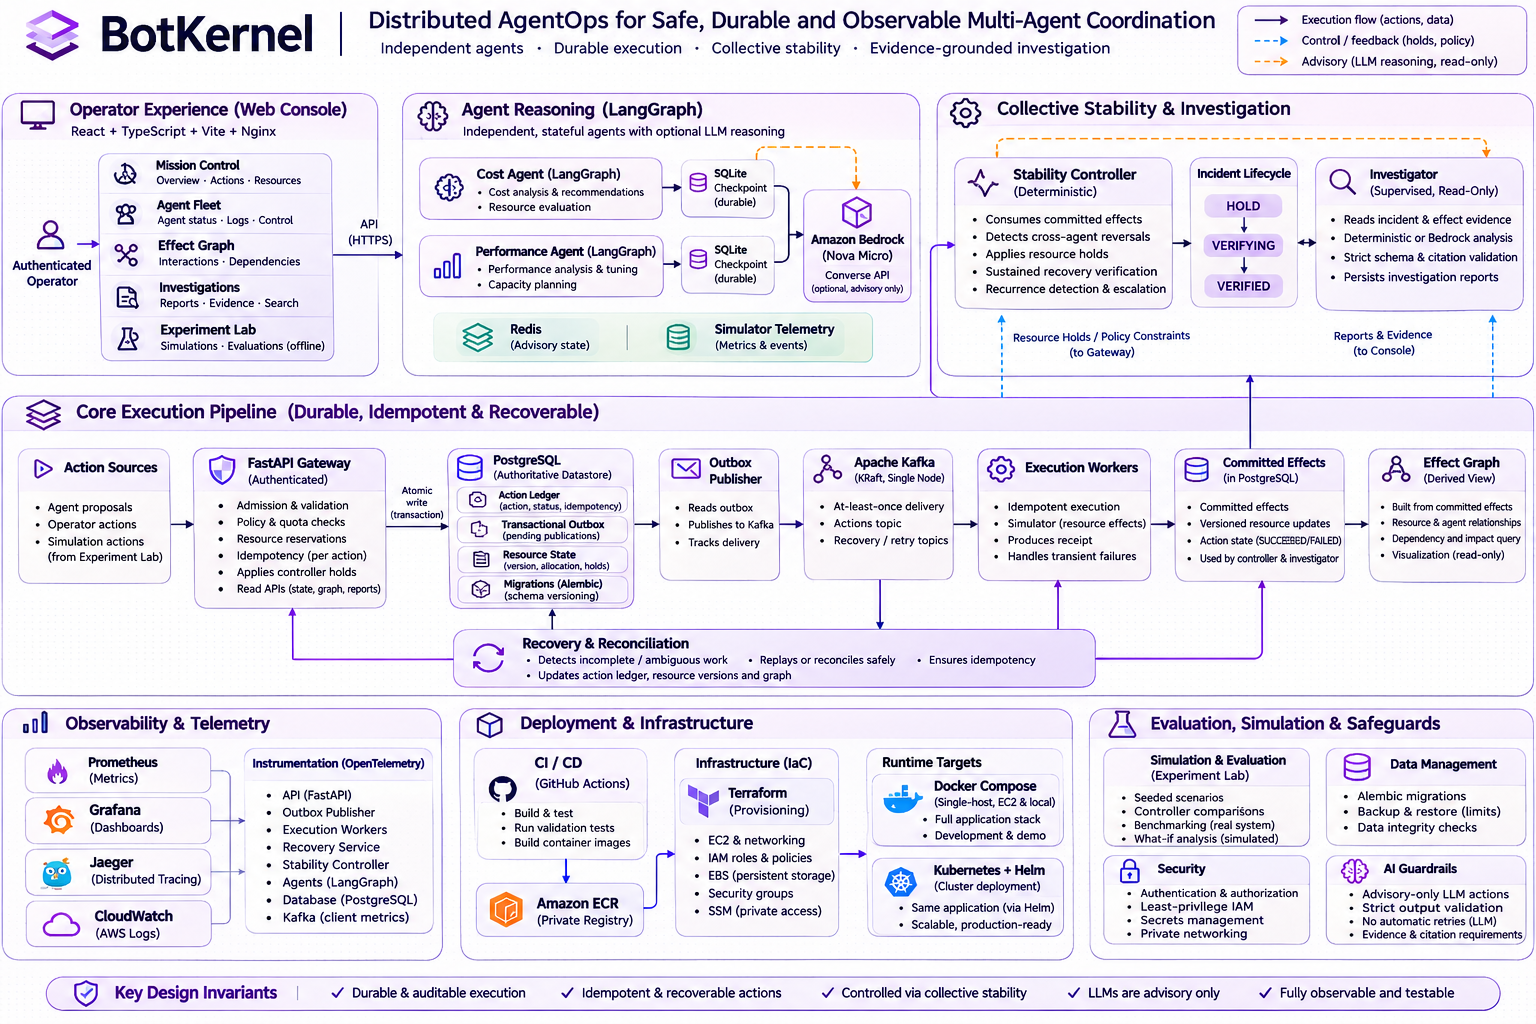 BotKernel
Distributed AgentOps for Safe, Durable and Observable Multi-Agent Coordination
Independent agents · Durable execution · Collective stability · Evidence-grounded investigation
Execution flow (actions, data)
Control / feedback (holds, policy)
Advisory (LLM reasoning, read-only)
Operator Experience (Web Console)
React + TypeScript + Vite + Nginx
Authenticated
Operator
Mission Control
Overview · Actions · Resources
Agent Fleet
Agent status · Logs · Control
Effect Graph
Interactions · Dependencies
Investigations
Reports · Evidence · Search
Experiment Lab
Simulations · Evaluations (offline)
API
(HTTPS)
Agent Reasoning (LangGraph)
Independent, stateful agents with optional LLM reasoning
Cost Agent (LangGraph)
• Cost analysis & recommendations
• Resource evaluation
SQLite
Checkpoint
(durable)
Performance Agent (LangGraph)
• Performance analysis & tuning
• Capacity planning
SQLite
Checkpoint
(durable)
Amazon Bedrock
(Nova Micro)
Converse API
(optional, advisory only)
Redis
(Advisory state)
Simulator Telemetry
(Metrics & events)
Collective Stability & Investigation
Stability Controller
(Deterministic)
• Consumes committed effects
• Detects cross-agent reversals
• Applies resource holds
• Sustained recovery verification
• Recurrence detection & escalation
Incident Lifecycle
HOLD
VERIFYING
VERIFIED
Investigator
(Supervised, Read-Only)
• Reads incident & effect evidence
• Deterministic or Bedrock analysis
• Strict schema & citation validation
• Persists investigation reports
Resource Holds / Policy Constraints
(to Gateway)
Reports & Evidence
(to Console)
Core Execution Pipeline (Durable, Idempotent & Recoverable)
Action Sources
• Agent proposals
• Operator actions
• Simulation actions
(from Experiment Lab)
FastAPI Gateway
(Authenticated)
• Admission & validation
• Policy & quota checks
• Resource reservations
• Idempotency (per action)
• Applies controller holds
• Read APIs (state, graph, reports)
Atomic
write
(transaction)
PostgreSQL
(Authoritative Datastore)
Action Ledger
(action, status, idempotency)
Transactional Outbox
(pending publications)
Resource State
(version, allocation, holds)
Migrations (Alembic)
(schema versioning)
Outbox
Publisher
• Reads outbox
• Publishes to Kafka
• Tracks delivery
Apache Kafka
(KRaft, Single Node)
• At-least-once delivery
• Actions topic
• Recovery / retry topics
Execution Workers
• Idempotent execution
• Simulator (resource effects)
• Produces receipt
• Handles transient failures
Committed Effects
(in PostgreSQL)
• Committed effects
• Versioned resource updates
• Action state
• Used by controller & investigator
Effect Graph
(Derived View)
• Built from committed effects
• Resource & agent relationships
• Dependency and impact query
• Visualization (read-only)
Recovery & Reconciliation
• Detects incomplete / ambiguous work • Replays or reconciles safely • Ensures idempotency
• Updates action ledger, resource versions and graph
Observability & Telemetry
Prometheus
(Metrics)
Grafana
(Dashboards)
Jaeger
(Distributed Tracing)
CloudWatch
(AWS Logs)
Instrumentation (OpenTelemetry)
• API (FastAPI)
• Outbox Publisher
• Execution Workers
• Recovery Service
• Stability Controller
• Agents (LangGraph)
• Database (PostgreSQL)
• Kafka (client metrics)
Deployment & Infrastructure
CI / CD
(GitHub Actions)
• Build & test
• Run validation tests
• Build container images
Amazon ECR
(Private Registry)
Infrastructure (IaC)
Terraform
(Provisioning)
• EC2 & networking
• IAM roles & policies
• EBS (persistent storage)
• Security groups
• SSM (private access)
Runtime Targets
Docker Compose
(Single-host, EC2 & local)
• Full application stack
• Development & demo
Kubernetes + Helm
(Cluster deployment)
• Same application (via Helm)
• Scalable, production-ready
Evaluation, Simulation & Safeguards
Simulation & Evaluation
(Experiment Lab)
• Seeded scenarios
• Controller comparisons
• Benchmarking (real system)
• What-if analysis (simulated)
Data Management
• Alembic migrations
• Backup & restore (limits)
• Data integrity checks
Security
• Authentication & authorization
• Least-privilege IAM
• Secrets management
• Private networking
AI Guardrails
• Advisory-only LLM actions
• Strict output validation
• No automatic retries (LLM)
• Evidence & citation requirements
Key Design Invariants
✓ Durable & auditable execution
✓ Idempotent & recoverable actions
✓ Controlled via collective stability
✓ LLMs are advisory only
✓ Fully observable and testable